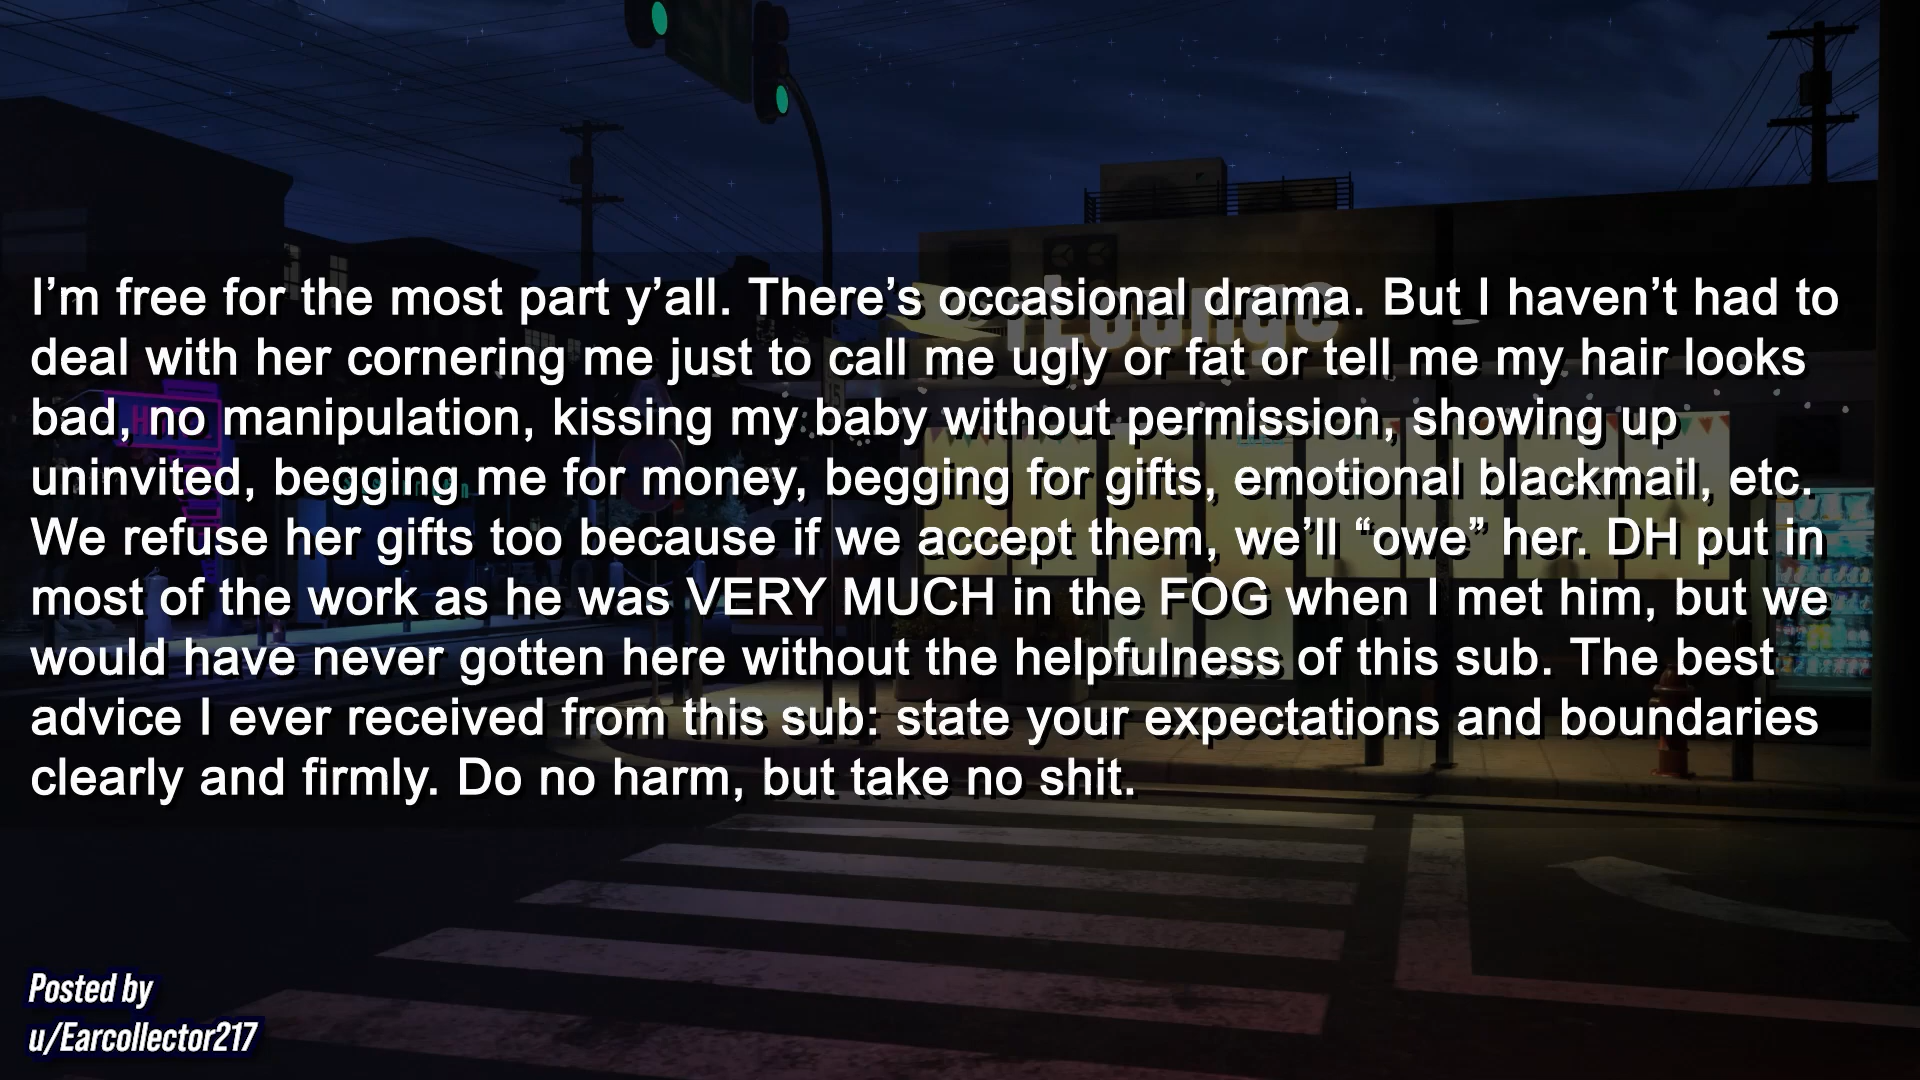 I’m free for the most part y’all. There’s occasional drama. But I haven’t had to
deal with her cornering me just to call me ugly or fat or tell me my hair looks
bad, no manipulation, kissing my baby without permission, showing up
uninvited, begging me for money, begging for gifts, emotional blackmail, etc.
We refuse her gifts too because if we accept them, we’ll “owe” her. DH put in
most of the work as he was VERY MUCH in the FOG when I met him, but we
would have never gotten here without the helpfulness of this sub. The best
advice I ever received from this sub: state your expectations and boundaries
clearly and firmly. Do no harm, but take no shit.
Posted by
u/Earcollector217